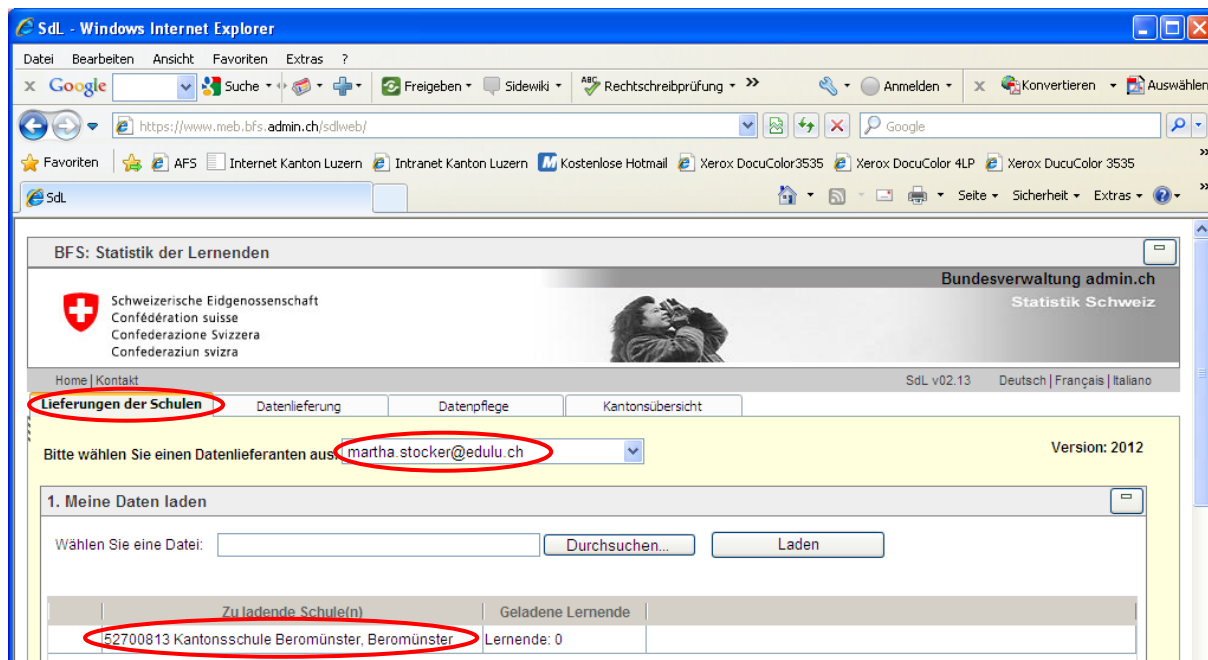 SdL - Windows Internet Explorer
Datei Bearbeiten Ansicht Favoriten Extras ?
x Google Suche Freigeben Sidewiki ABC Rechtschreibprüfung » Anmelden x Konvertieren Auswählen
https://www.meb.bfs.admin.ch/sdlweb/ Google
Favoriten AFS Internet Kanton Luzern Intranet Kanton Luzern Kostenlose Hotmail Xerox DocuColor3535 Xerox DocuColor 4LP Xerox DucuColor 3535 »
SdL Seite Sicherheit Extras »
BFS: Statistik der Lernenden
Bundesverwaltung admin.ch
Statistik Schweiz
Schweizerische Eidgenossenschaft
Confédération suisse
Confederazione Svizzera
Confederaziun svizra
Home | Kontakt SdL v02.13 Deutsch | Français | Italiano
Lieferungen der Schulen Datenlieferung Datenpflege Kantonsübersicht
Bitte wählen Sie einen Datenlieferanten aus: martha.stocker@edulu.ch Version: 2012
1. Meine Daten laden
Wählen Sie eine Datei: Durchsuchen... Laden
Zu ladende Schule(n) Geladene Lernende
52700813 Kantonsschule Beromünster, Beromünster Lernende: 0